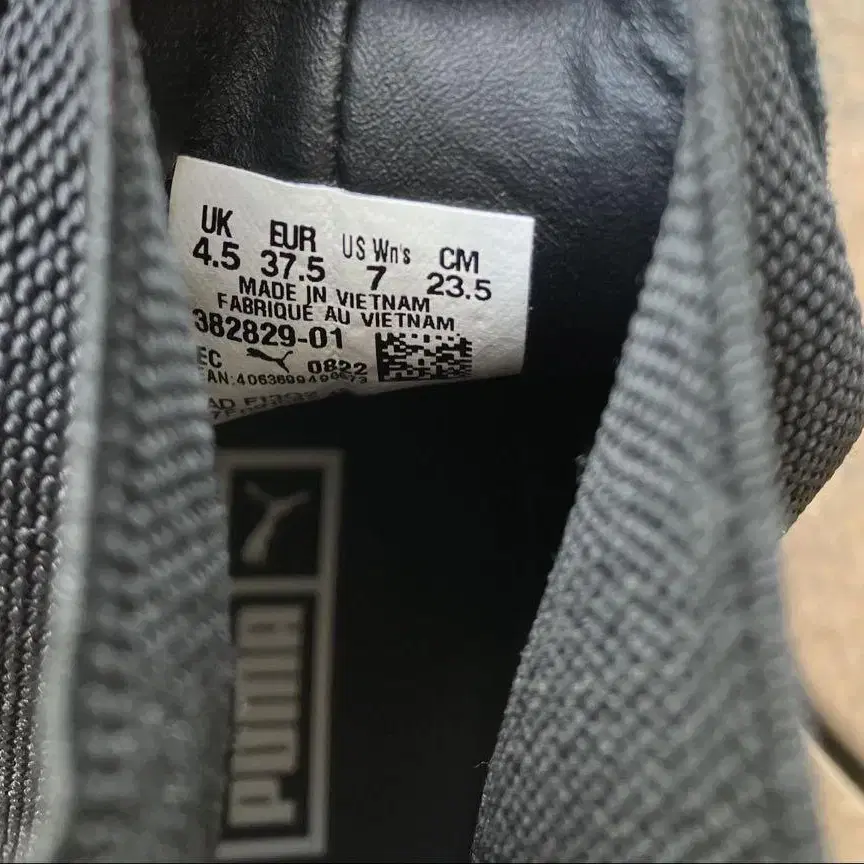 UK EUR US Wn's CM
4.5 37.5 7 23.5
MADE IN VIETNAM
FABRIQUÉ AU VIETNAM
382829-01
EC 0822
PUMA